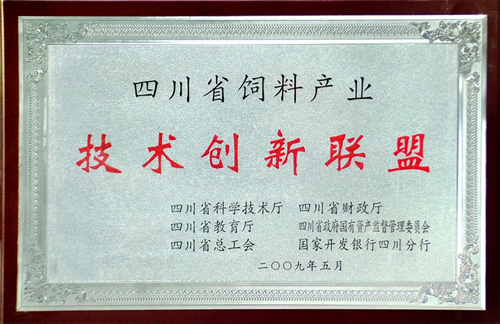 四川省饲料产业
技术创新联盟
四川省科学技术厅 四川省财政厅
四川省教育厅 四川省政府国有资产监督管理委员会
四川省总工会 国家开发银行四川分行
二〇〇九年五月